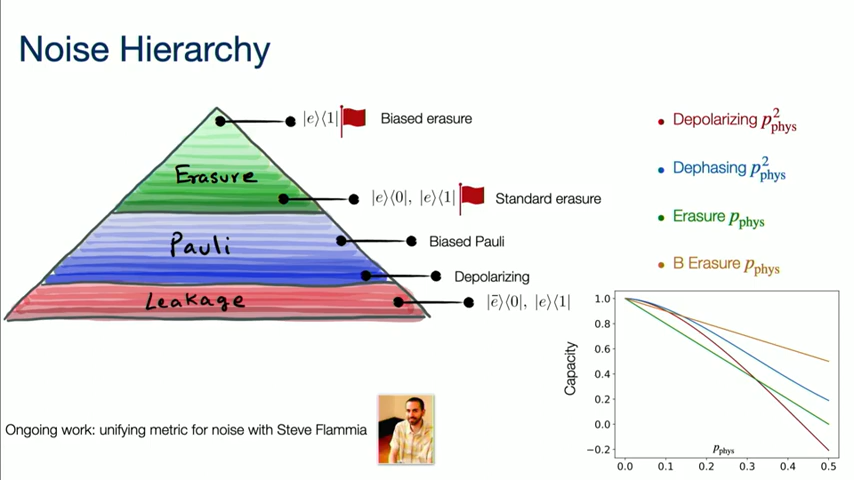 Noise Hierarchy
|e⟩⟨1| Biased erasure
Erasure
|e⟩⟨0|, |e⟩⟨1| Standard erasure
Pauli
Biased Pauli
Depolarizing
Leakage
|ē⟩⟨0|, |e⟩⟨1|
Depolarizing p²phys
Dephasing p²phys
Erasure pphys
B Erasure pphys
1.0
0.8
0.6
0.4
0.2
0.0
−0.2
Capacity
pphys
0.0 0.1 0.2 0.3 0.4 0.5
Ongoing work: unifying metric for noise with Steve Flammia